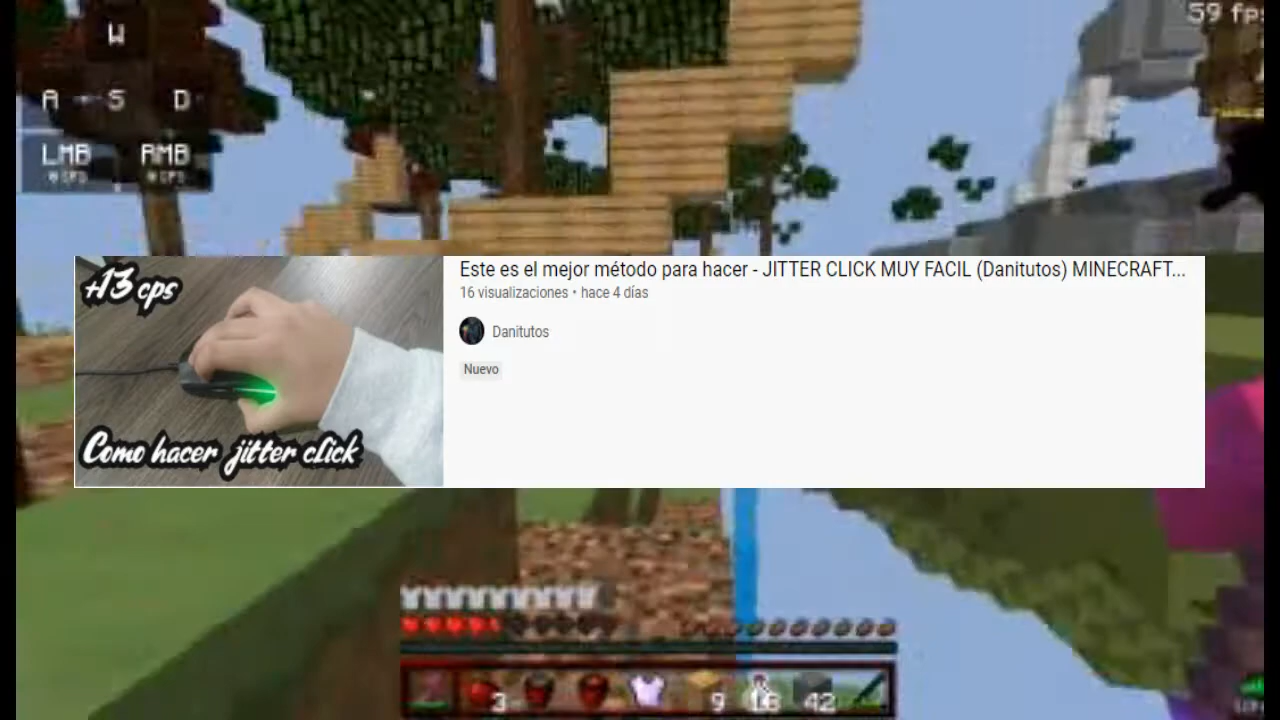 59 fps
W
A S D
LMB RMB
+13 cps
Como hacer jitter click
Este es el mejor método para hacer - JITTER CLICK MUY FACIL (Danitutos) MINECRAFT...
16 visualizaciones • hace 4 días
Danitutos
Nuevo
3 9 13 42